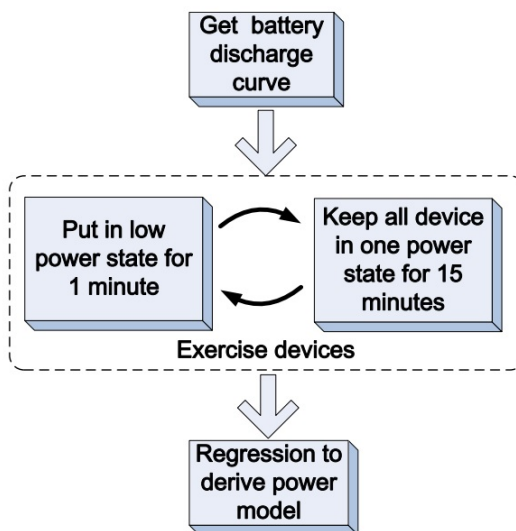 Get battery
discharge
curve
Put in low
power state for
1 minute
Keep all device
in one power
state for 15
minutes
Exercise devices
Regression to
derive power
model